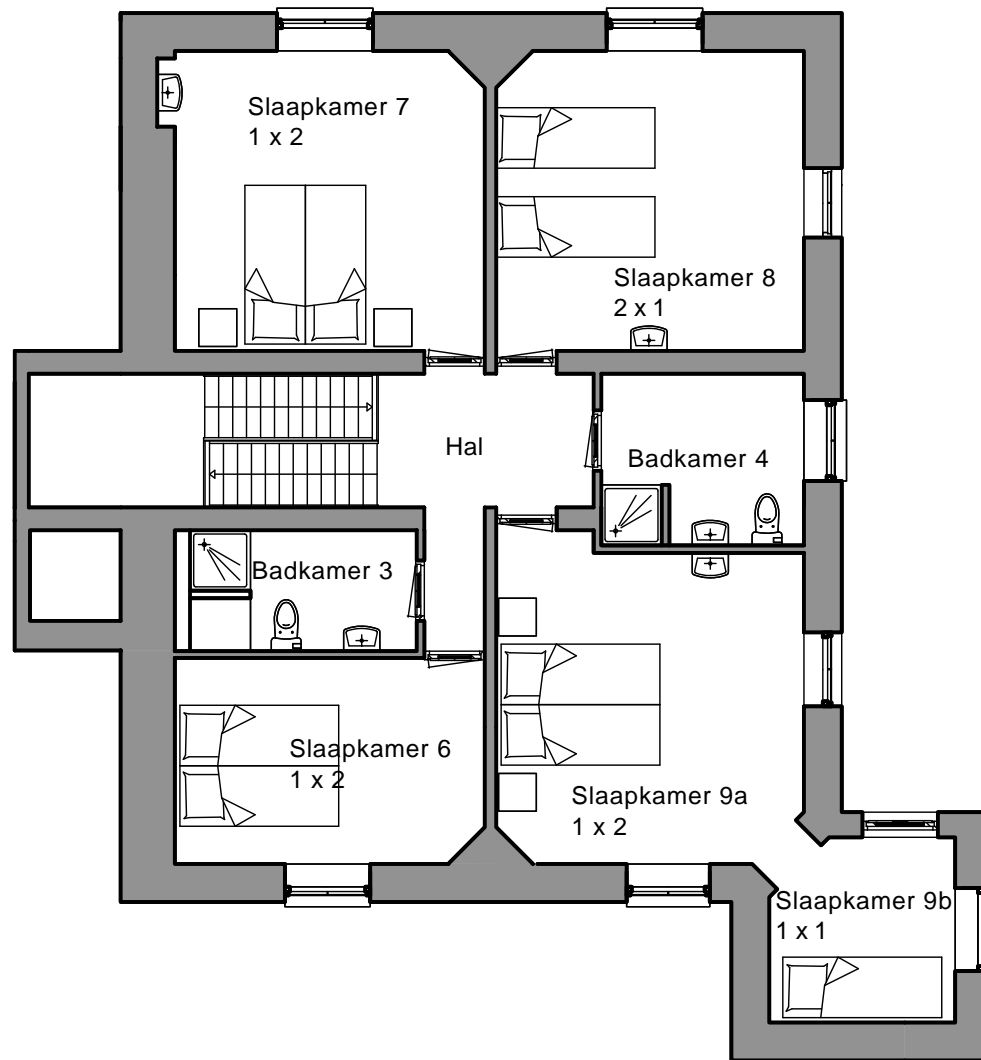 Slaapkamer 7
1 x 2
Slaapkamer 8
2 x 1
Hal
Badkamer 4
Badkamer 3
Slaapkamer 6
1 x 2
Slaapkamer 9a
1 x 2
Slaapkamer 9b
1 x 1